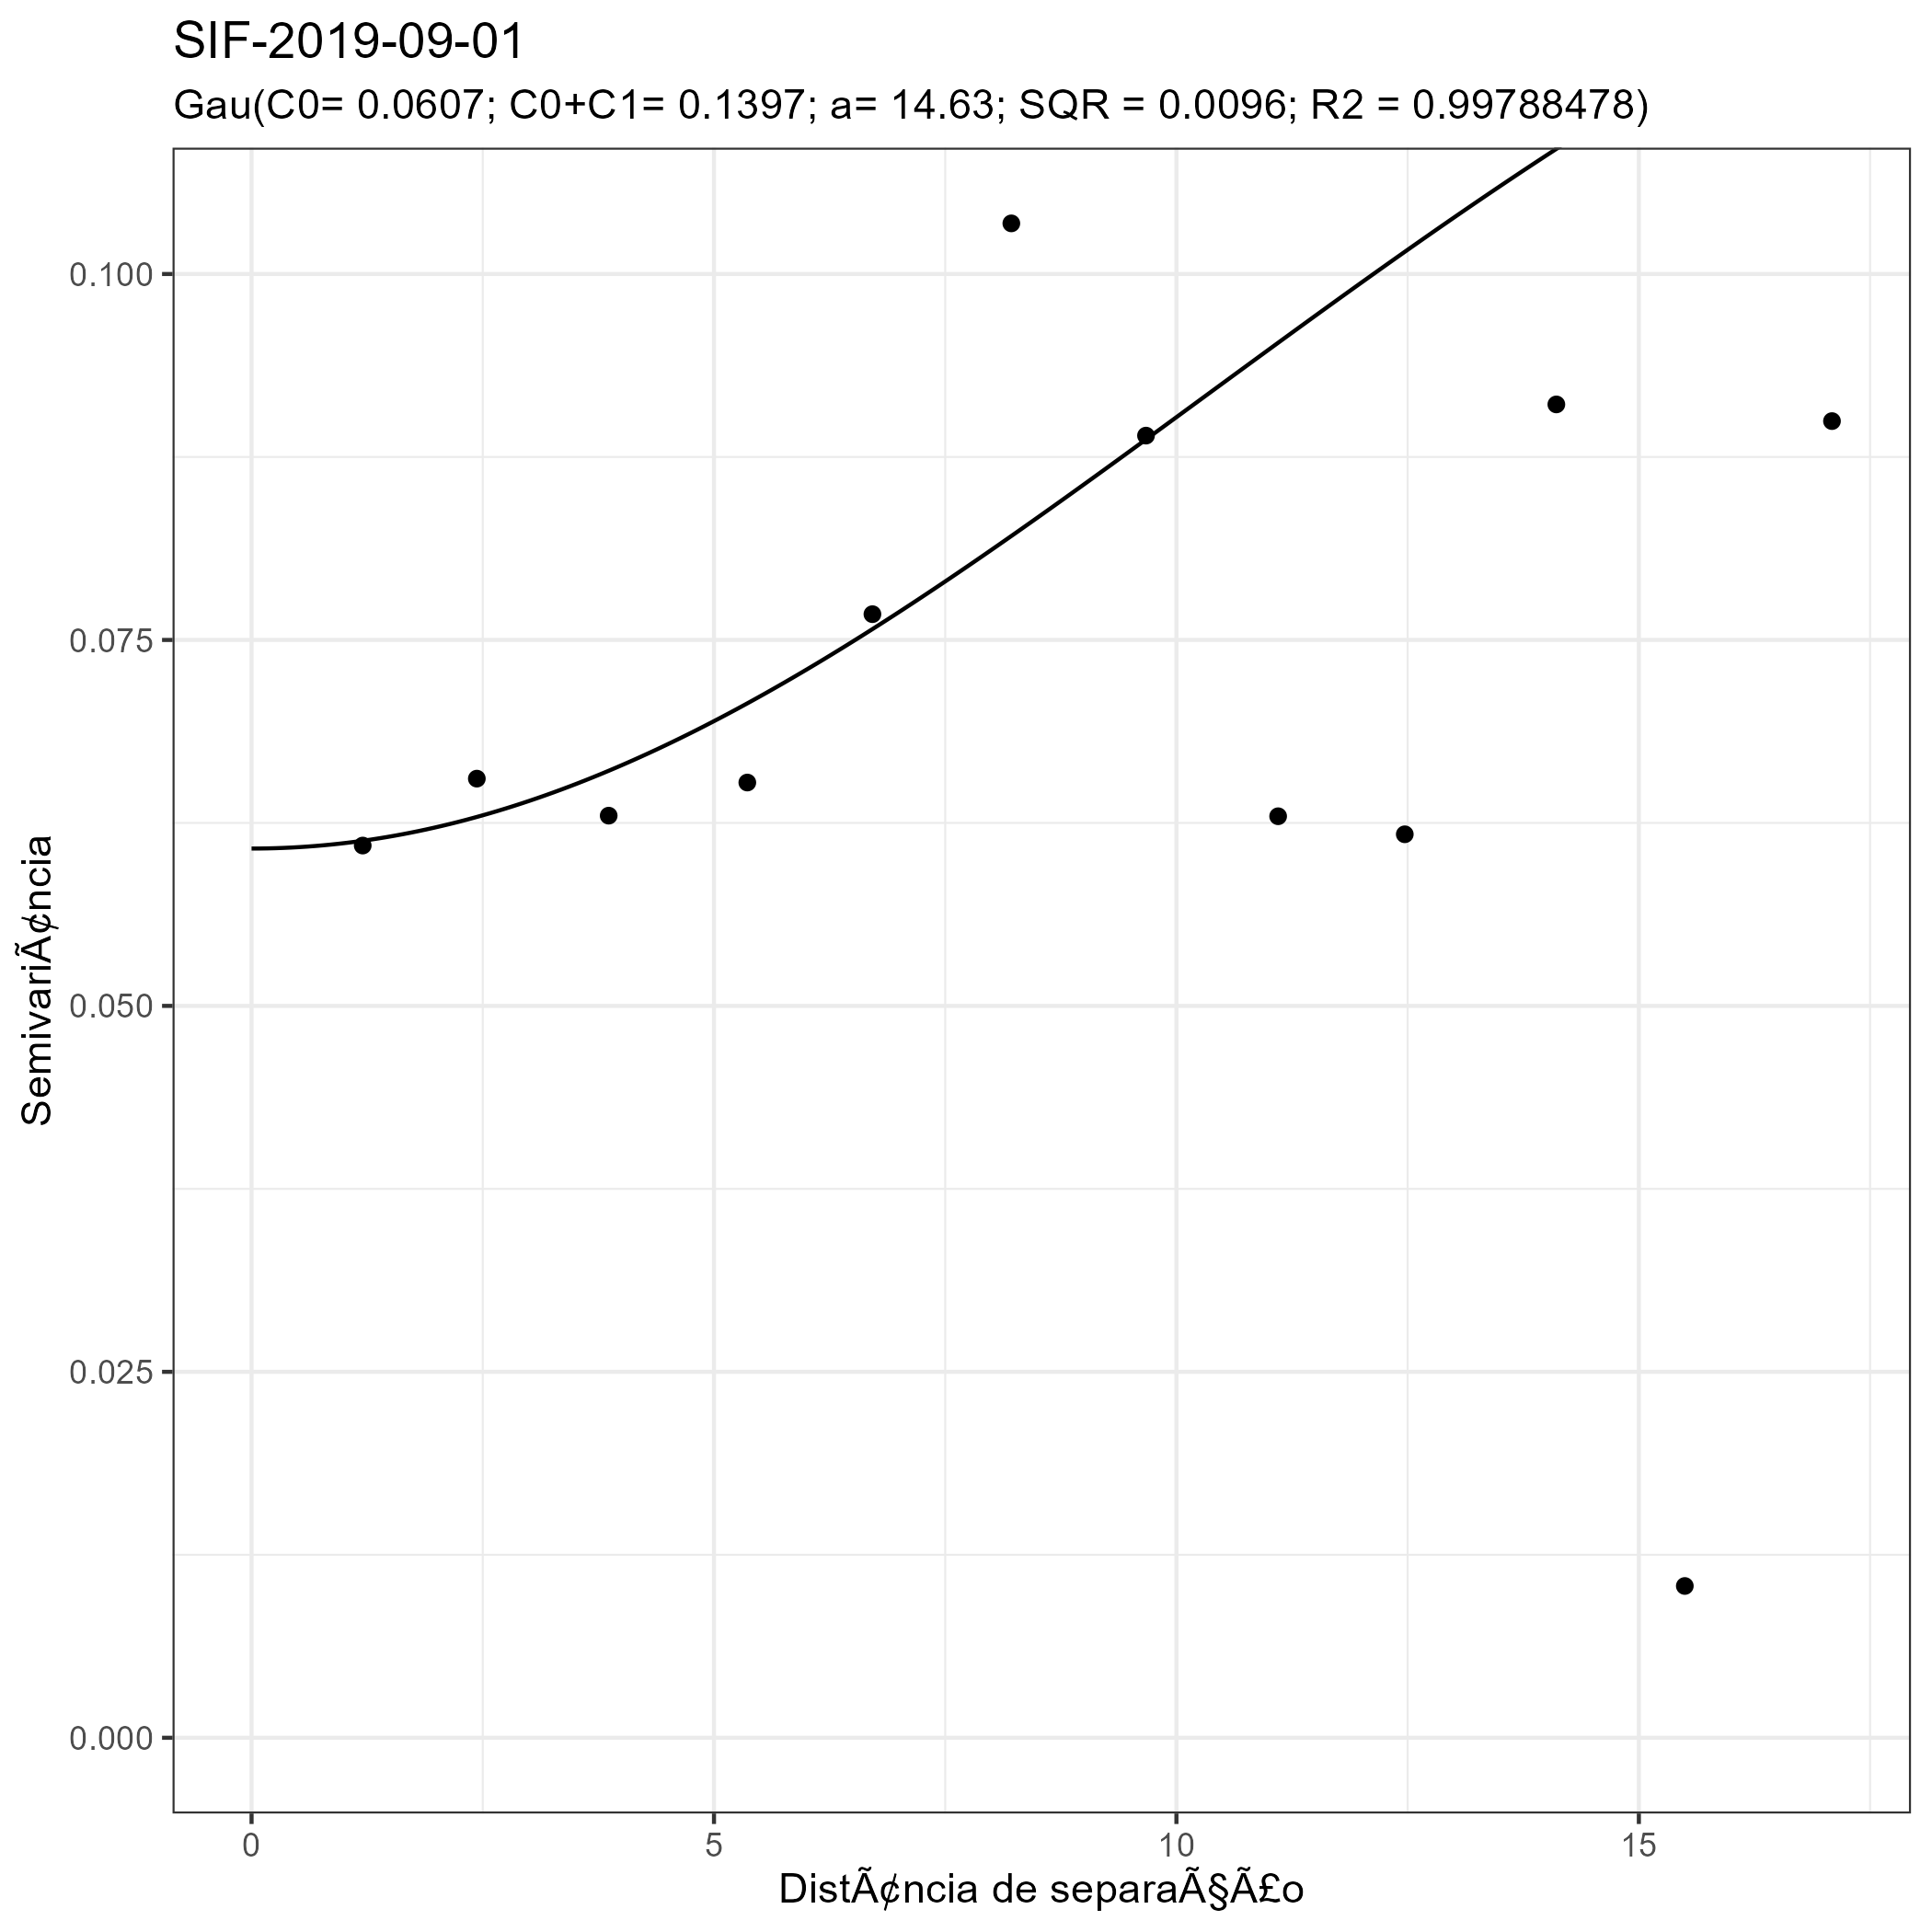 SIF-2019-09-01
Gau(C0= 0.0607; C0+C1= 0.1397; a= 14.63; SQR = 0.0096; R2 = 0.99788478)
SemivariÃ¢ncia
0.100
0.075
0.050
0.025
0.000
0 5 10 15
DistÃ¢ncia de separaÃ§Ã£o